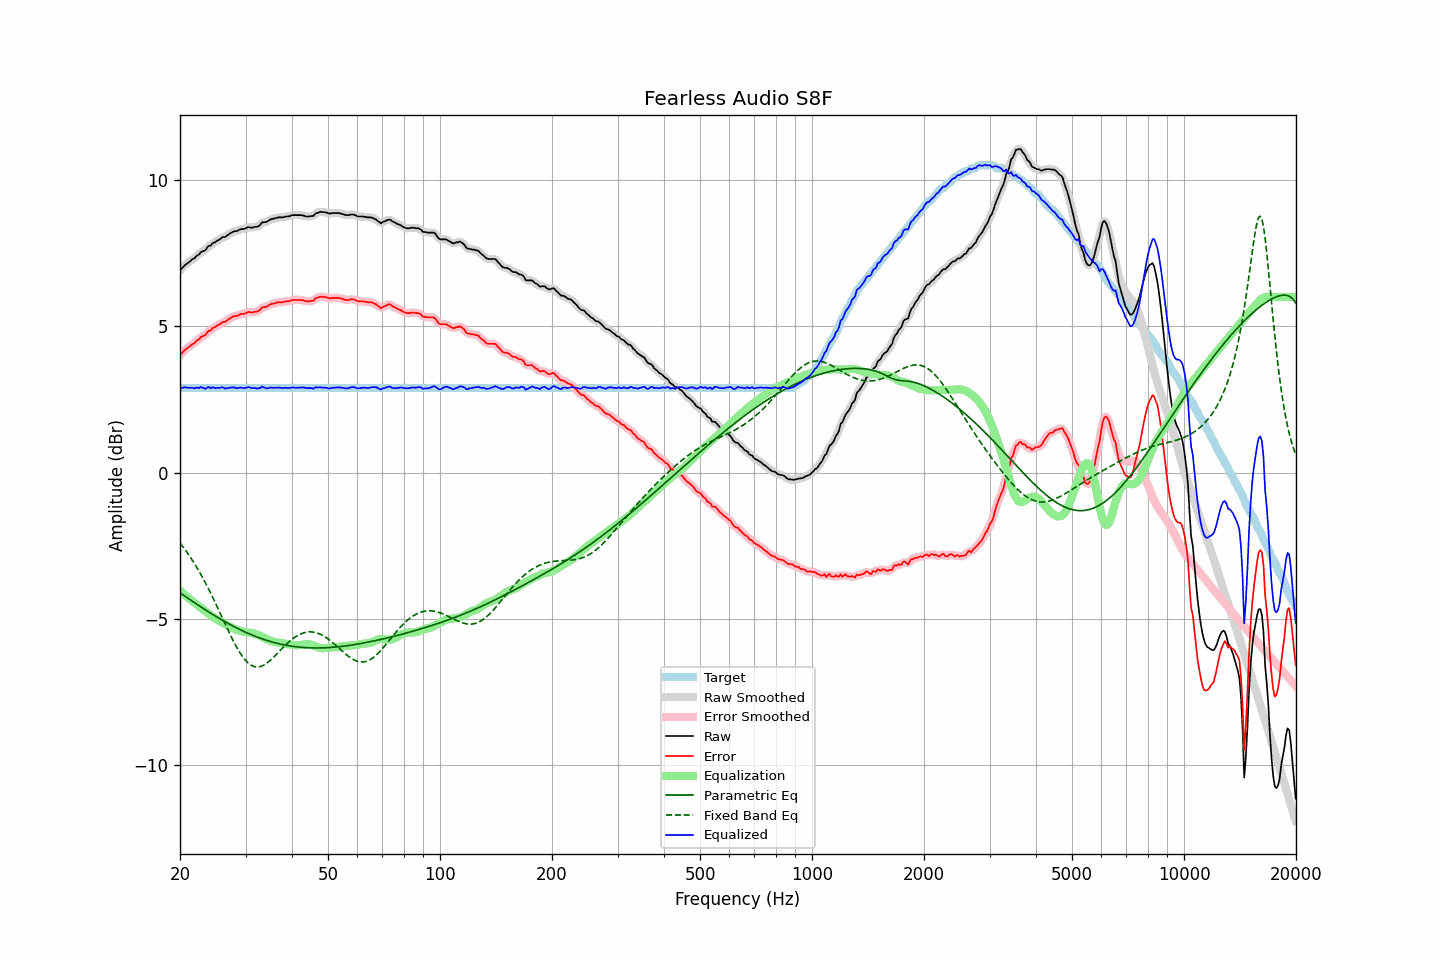 Fearless Audio S8F
Amplitude (dBr)
10
5
0
−5
−10
20
50
100
200
500
1000
2000
5000
10000
20000
Frequency (Hz)
Target
Raw Smoothed
Error Smoothed
Raw
Error
Equalization
Parametric Eq
Fixed Band Eq
Equalized